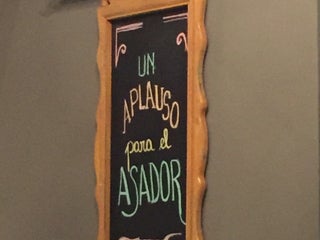 UN
APLAUSO
para el
ASADOR